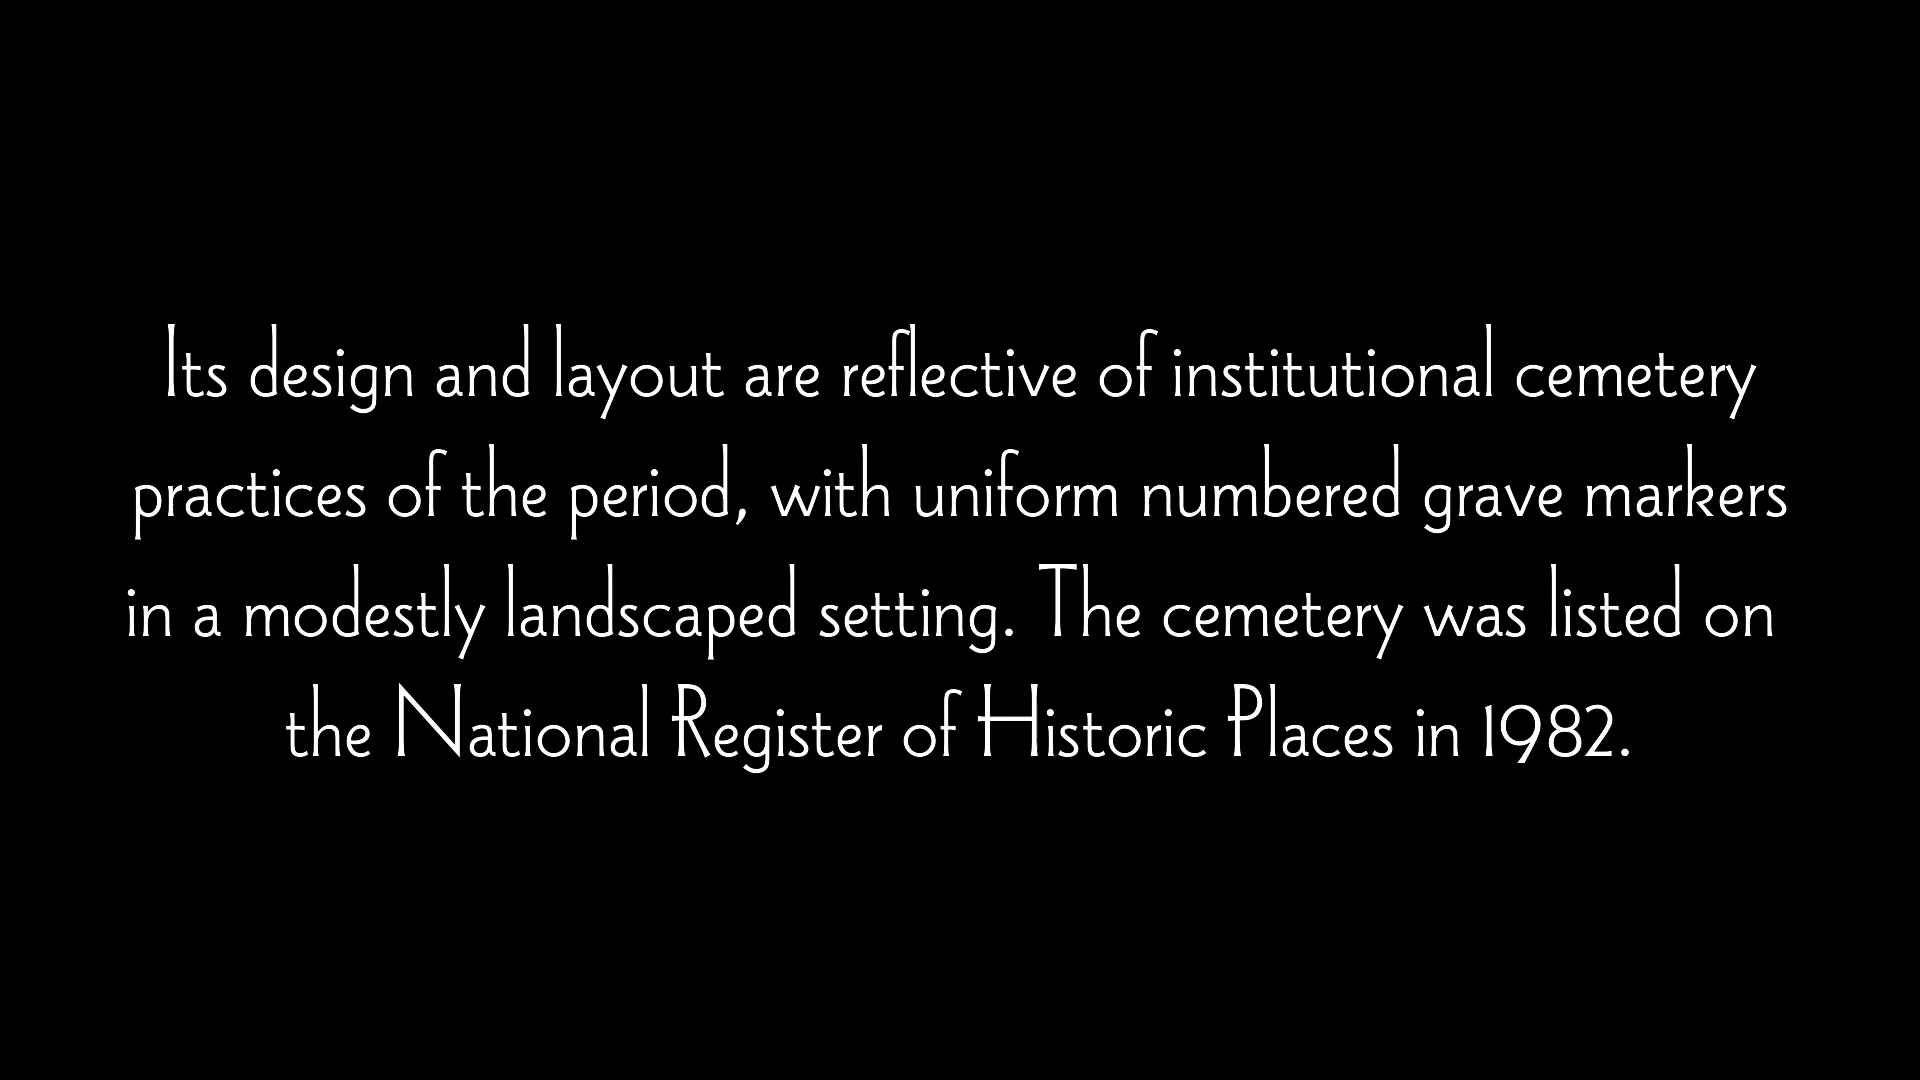 Its design and layout are reflective of institutional cemetery
practices of the period, with uniform numbered grave markers
in a modestly landscaped setting. The cemetery was listed on
the National Register of Historic Places in 1982.